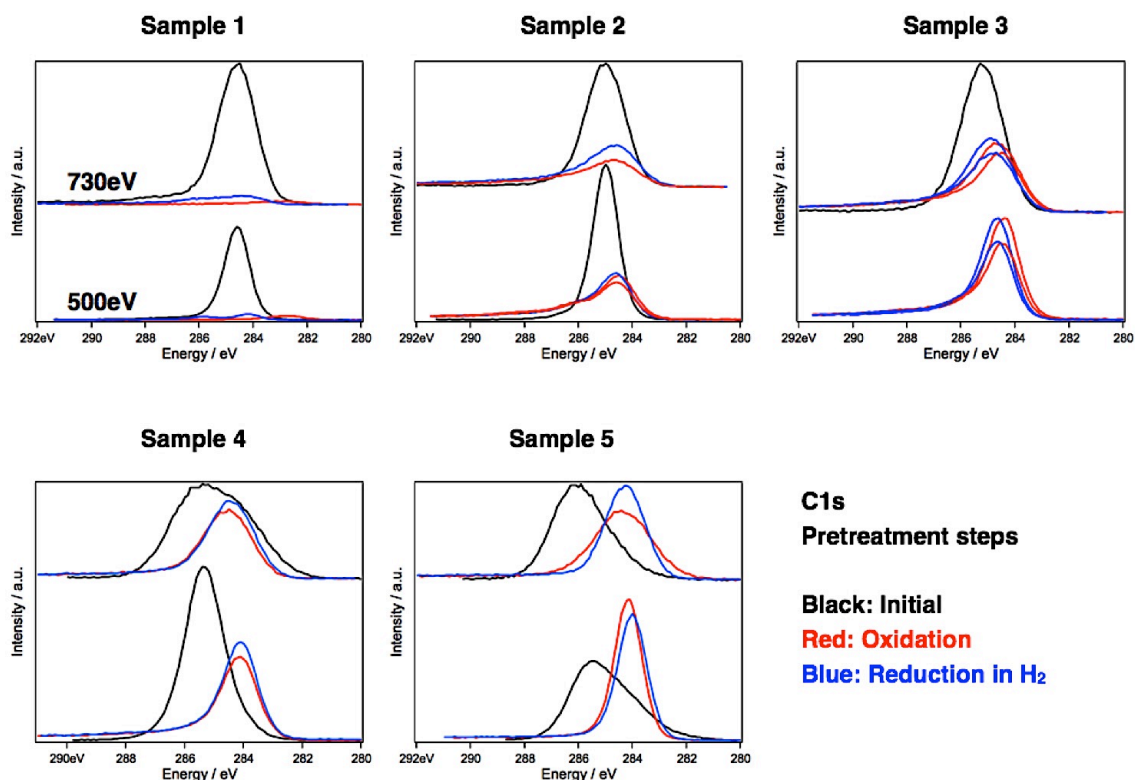 Sample 1
Sample 2
Sample 3
Intensity / a.u.
730eV
500eV
292eV 290 288 286 284 282 280
Energy / eV
Intensity / a.u.
292eV 290 288 286 284 282 280
Energy / eV
Intensity / a.u.
292 290 288 286 284 282 280
Energy / eV
Sample 4
Sample 5
Intensity / a.u.
290eV 288 286 284 282 280
Energy / eV
Intensity / a.u.
292 290 288 286 284 282 280
Energy / eV
C1s
Pretreatment steps
Black: Initial
Red: Oxidation
Blue: Reduction in H₂